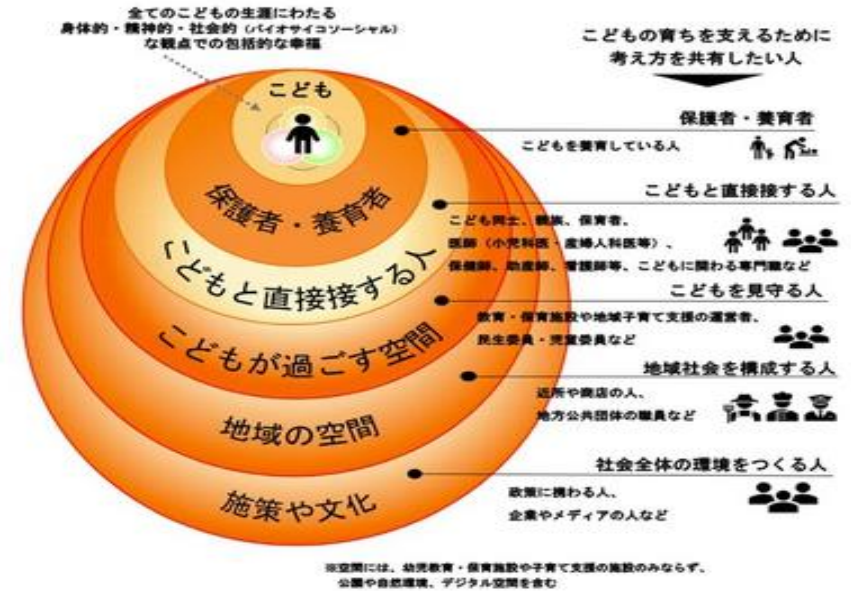 全てのこどもの生涯にわたる
身体的・精神的・社会的（バイオサイコソーシャル）
な観点での包括的な幸福
こどもの育ちを支えるために
考え方を共有したい人
こども
保護者・養育者
こどもと直接接する人
こどもが過ごす空間
地域の空間
施策や文化
保護者・養育者
こどもを養育している人
こどもと直接接する人
こども同士、親族、保育者、
医師（小児科医・産婦人科医等）、
保健師、助産師、看護師等、こどもに関わる専門職など
こどもを見守る人
教育・保育施設や地域子育て支援の運営者、
民生委員・児童委員など
地域社会を構成する人
近所や商店の人、
地方公共団体の職員など
社会全体の環境をつくる人
政策に携わる人、
企業やメディアの人など
※空間には、幼児教育・保育施設や子育て支援の施設のみならず、
公園や自然環境、デジタル空間を含む